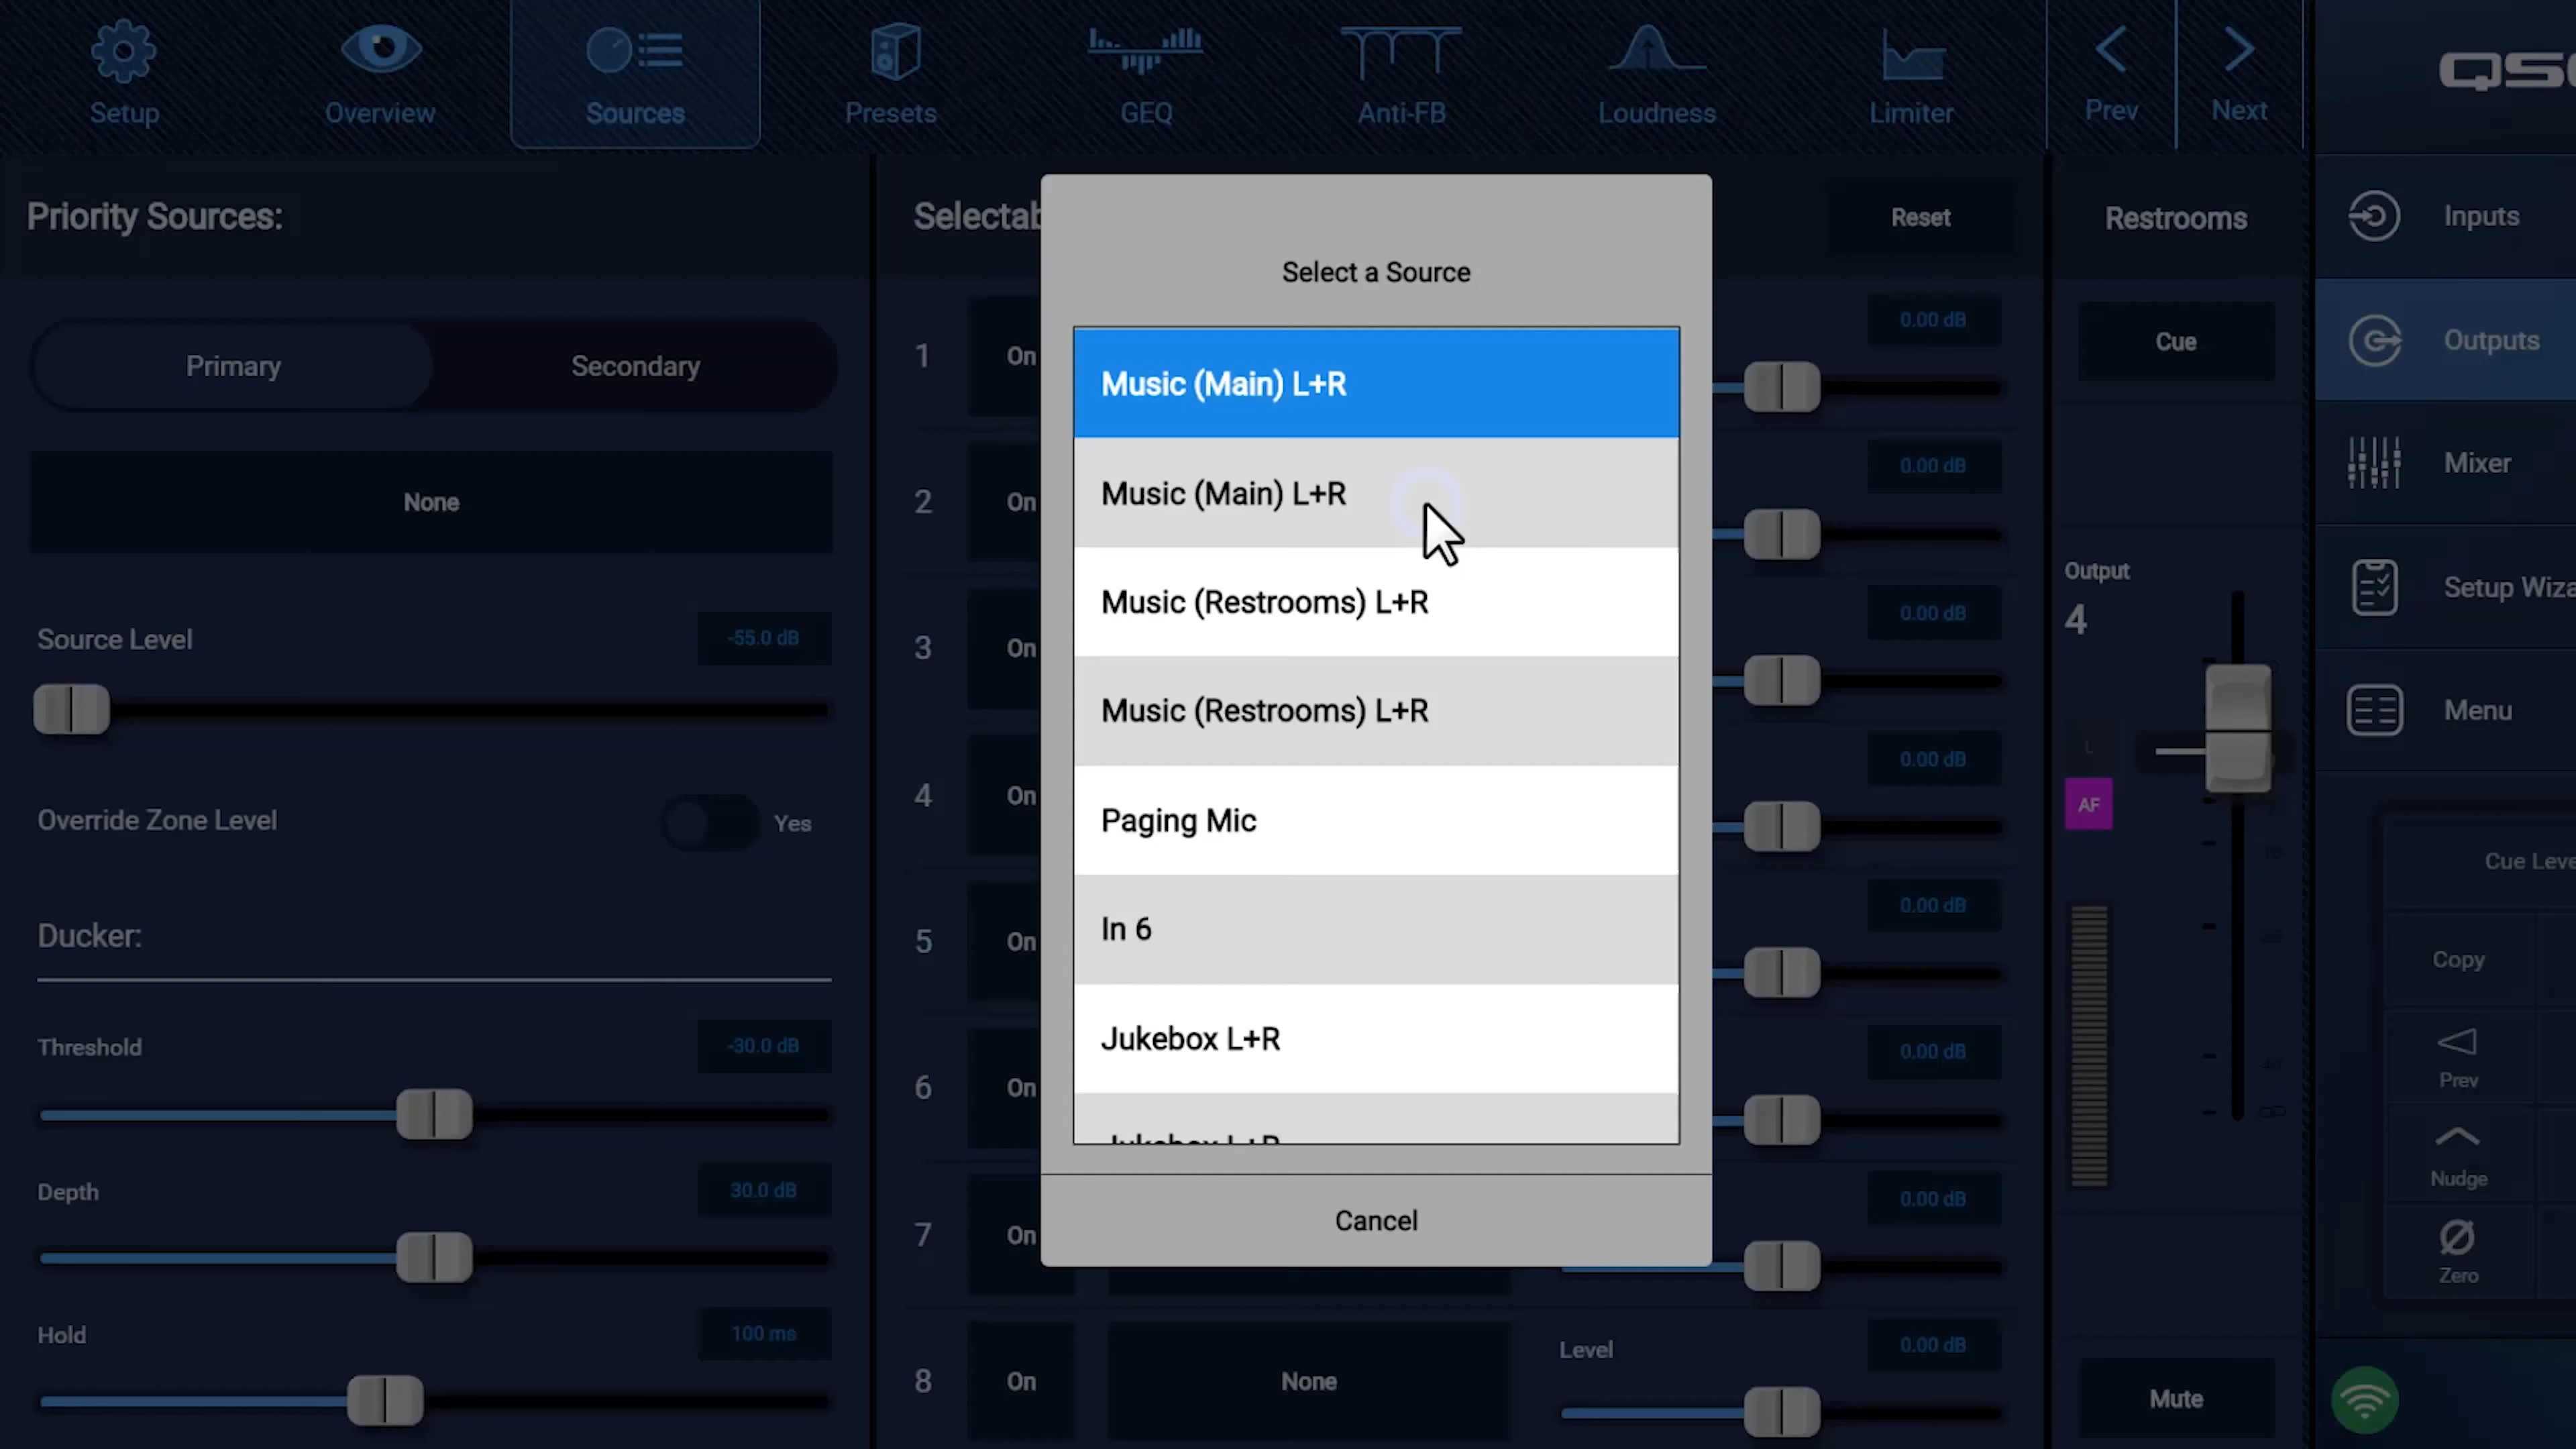 Setup
Overview
Sources
Presets
GEQ
Anti-FB
Loudness
Limiter
Prev
Next
Priority Sources:
Primary
Secondary
None
Source Level
-55.0 dB
Override Zone Level
Yes
Ducker:
Threshold
-30.0 dB
Depth
30.0 dB
Hold
100 ms
Reset
1
On
0.00 dB
2
On
0.00 dB
3
On
0.00 dB
4
On
0.00 dB
5
On
0.00 dB
6
On
0.00 dB
7
On
0.00 dB
8
On
None
Level
0.00 dB
Select a Source
Music (Main) L+R
Music (Main) L+R
Music (Restrooms) L+R
Music (Restrooms) L+R
Paging Mic
In 6
Jukebox L+R
Jukebox L+R
Cancel
Restrooms
Cue
Output
4
L
AF
Mute
Inputs
Outputs
Mixer
Setup
Menu
Cue
Copy
Prev
Nudge
Zero